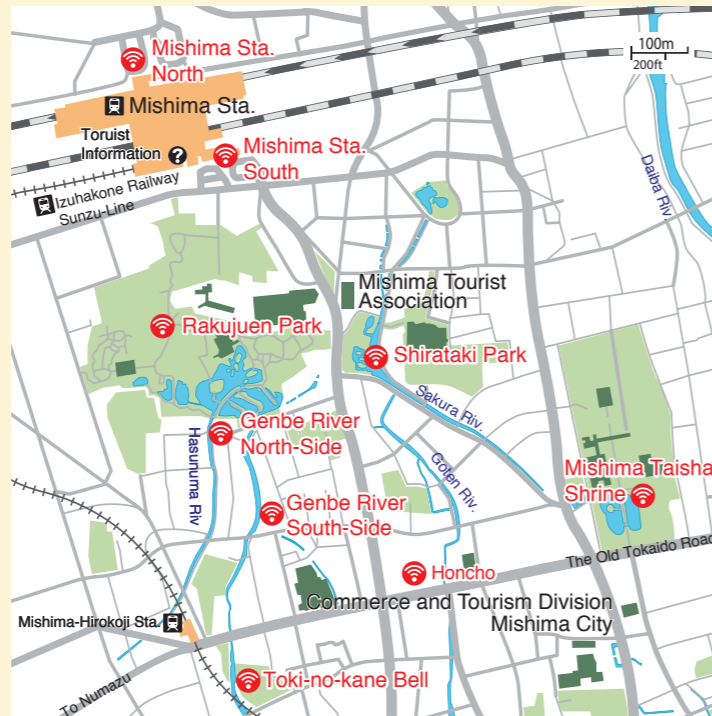 Mishima Sta.
North
100m
200ft
Mishima Sta.
Toruist
Information
?
Mishima Sta.
South
Izuhakone Railway
Sunzu-Line
Daiba Riv.
Mishima Tourist
Association
Rakujuen Park
Shirataki Park
Sakura Riv.
Genbe River
North-Side
Hasunuma Riv
Goten Riv.
Mishima Taisha
Shrine
Genbe River
South-Side
The Old Tokaido Road
Honcho
Commerce and Tourism Division
Mishima City
Mishima-Hirokoji Sta.
Toki-no-kane Bell
To Numazu